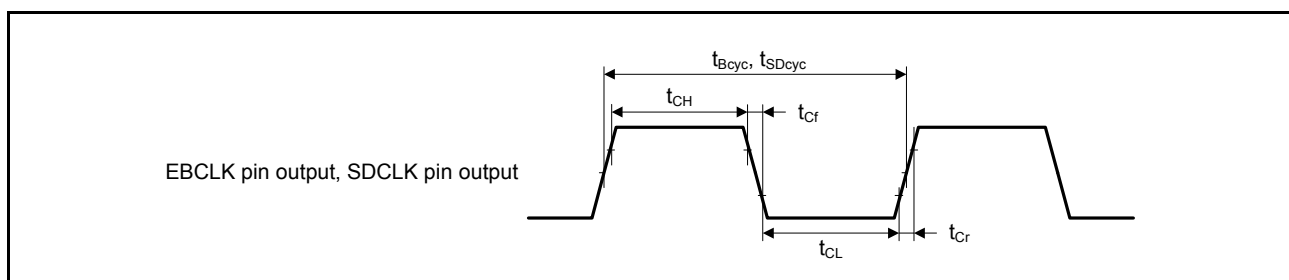 tBcyc, tSDcyc
tCH
tCf
EBCLK pin output, SDCLK pin output
tCL
tCr